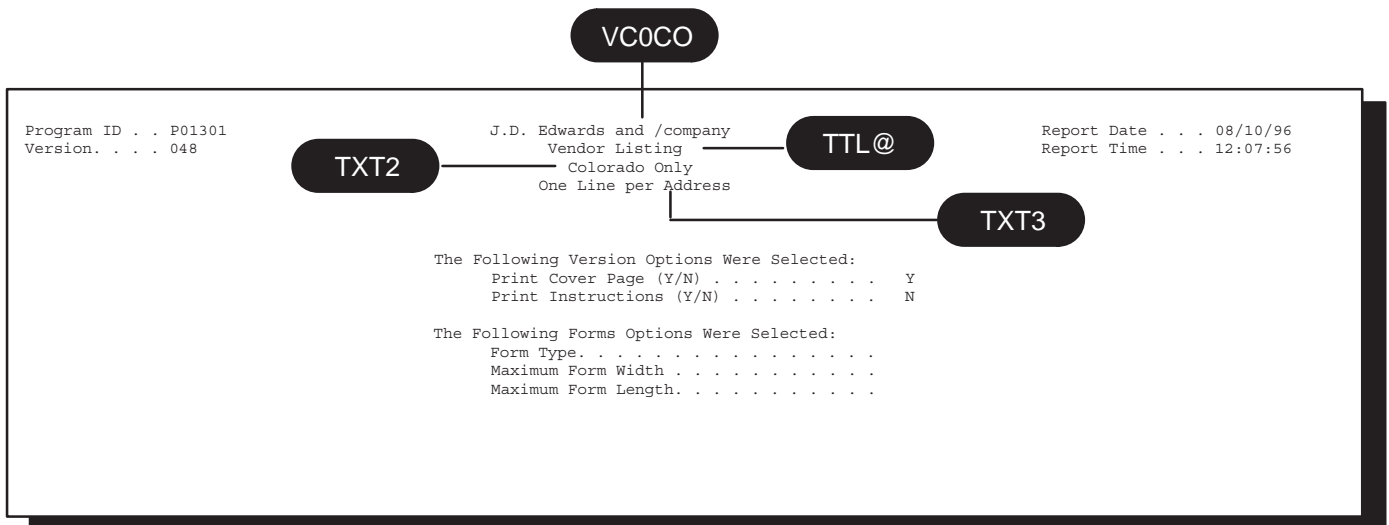 VC0CO
Program ID . . P01301 J.D. Edwards and /company Report Date . . . 08/10/96
Version. . . . 048 Vendor Listing TTL@ Report Time . . . 12:07:56
TXT2 Colorado Only
One Line per Address
TXT3
The Following Version Options Were Selected:
Print Cover Page (Y/N) . . . . . . . . . Y
Print Instructions (Y/N) . . . . . . . . N
The Following Forms Options Were Selected:
Form Type. . . . . . . . . . . . . . . .
Maximum Form Width . . . . . . . . . . .
Maximum Form Length. . . . . . . . . . .